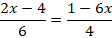 (2x − 4)/6 = (1 − 6x)/4